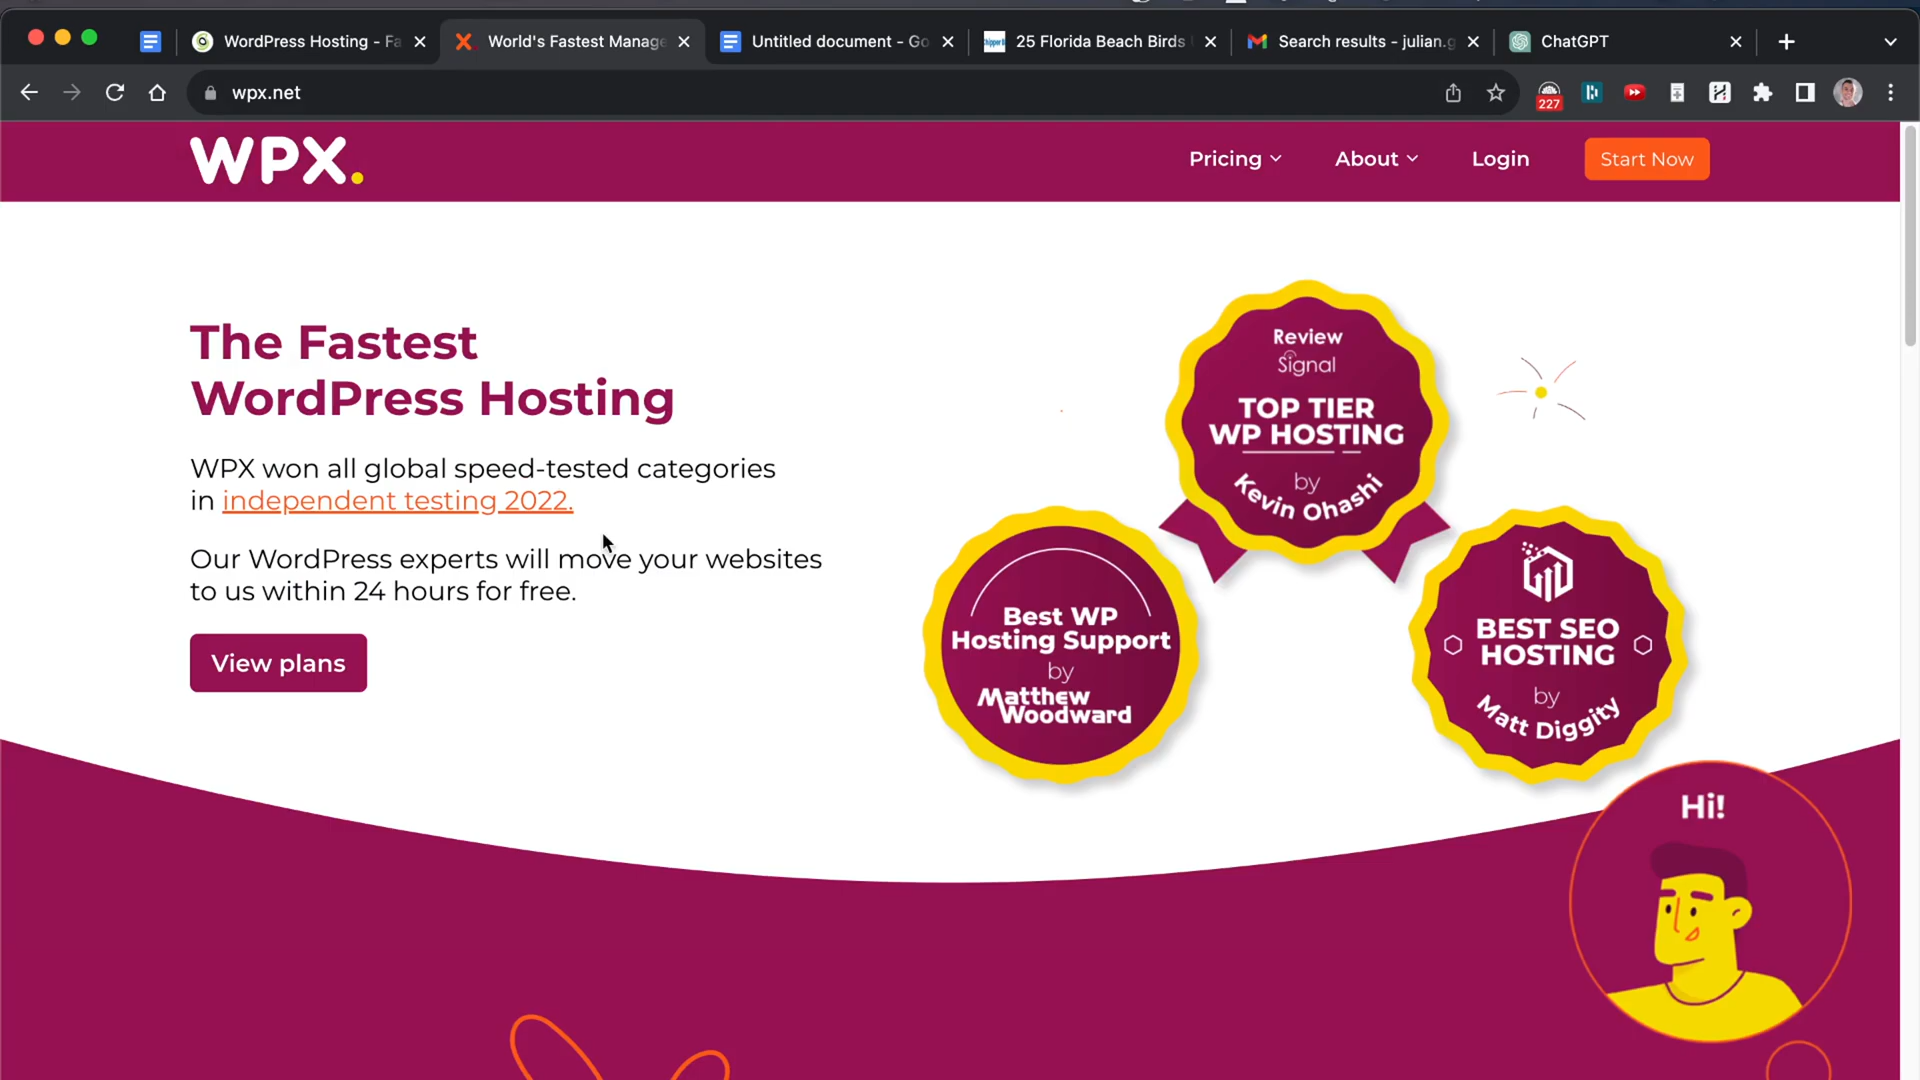 WordPress Hosting - Fa
World's Fastest Manage
Untitled document - Go
25 Florida Beach Birds
Search results - julian.g
ChatGPT
wpx.net
227
WPX.
Pricing
About
Login
Start Now
The Fastest
WordPress Hosting
WPX won all global speed-tested categories
in independent testing 2022.
Our WordPress experts will move your websites
to us within 24 hours for free.
View plans
Review
Signal
TOP TIER
WP HOSTING
by
Kevin Ohashi
Best WP
Hosting Support
by
Matthew
Woodward
BEST SEO
HOSTING
by
Matt Diggity
Hi!